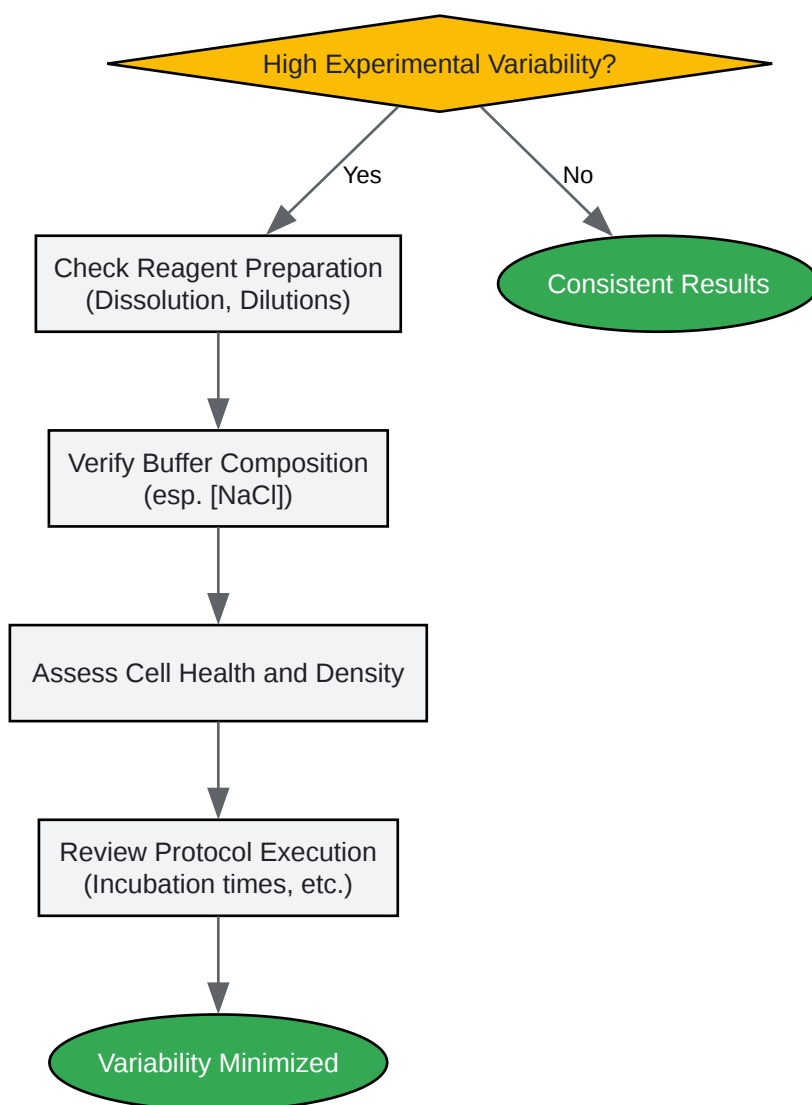 High Experimental Variability?
Yes
No
Check Reagent Preparation
(Dissolution, Dilutions)
Consistent Results
Verify Buffer Composition
(esp. [NaCl])
Assess Cell Health and Density
Review Protocol Execution
(Incubation times, etc.)
Variability Minimized